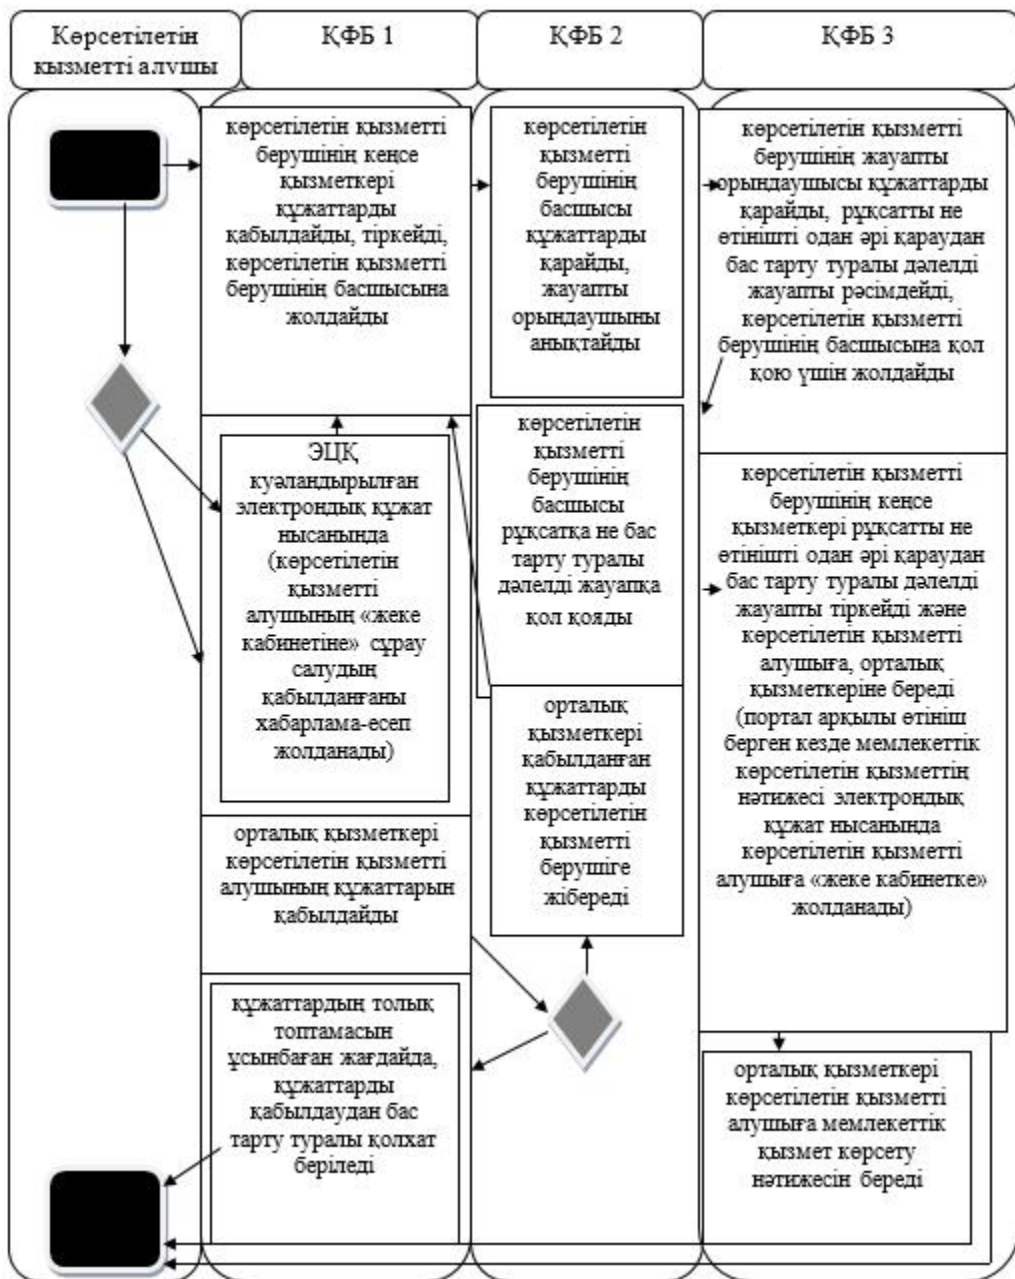 Көрсетілетін
қызметті алушы
ҚФБ 1
ҚФБ 2
ҚФБ 3
көрсетілетін қызметті
берушінің кеңсе
қызметкері
құжаттарды
қабылдайды, тіркейді,
көрсетілетін қызметті
берушінің басшысына
жолдайды
көрсетілетін
қызметті
берушінің
басшысы
құжаттарды
қарайды,
жауапты
орындаушыны
анықтайды
көрсетілетін қызметті
берушінің жауапты
орындаушысы құжаттарды
қарайды, рұқсатты не
өтінішті одан әрі қараудан
бас тарту туралы дәлелді
жауапты рәсімдейді,
көрсетілетін қызметті
берушінің басшысына қол
қою үшін жолдайды
ЭЦҚ
куәландырылған
электрондық құжат
нысанында
(көрсетілетін
қызметті
алушының «жеке
кабинетіне» сұрау
салудың
қабылданғаны
хабарлама-есеп
жолданады)
көрсетілетін
қызметті
берушінің
басшысы
рұқсатқа не бас
тарту туралы
дәлелді жауапқа
қол қояды
көрсетілетін қызметті
берушінің кеңсе
қызметкері рұқсатты не
өтінішті одан әрі қараудан
бас тарту туралы дәлелді
жауапты тіркейді және
көрсетілетін қызметті
алушыға, орталық
қызметкеріне береді
(портал арқылы өтініш
берген кезде мемлекеттік
көрсетілетін қызметтің
нәтижесі электрондық
құжат нысанында
көрсетілетін қызметті
алушыға «жеке кабинетке»
жолданады)
орталық
қызметкері
қабылданған
құжаттарды
көрсетілетін
қызметті
берушіге
жібереді
орталық қызметкері
көрсетілетін қызметті
алушының құжаттарын
қабылдайды
құжаттардың толық
топтамасын
ұсынбаған жағдайда,
құжаттарды
қабылдаудан бас
тарту туралы қолхат
беріледі
орталық қызметкері
көрсетілетін қызметті
алушыға мемлекеттік
қызмет көрсету
нәтижесін береді